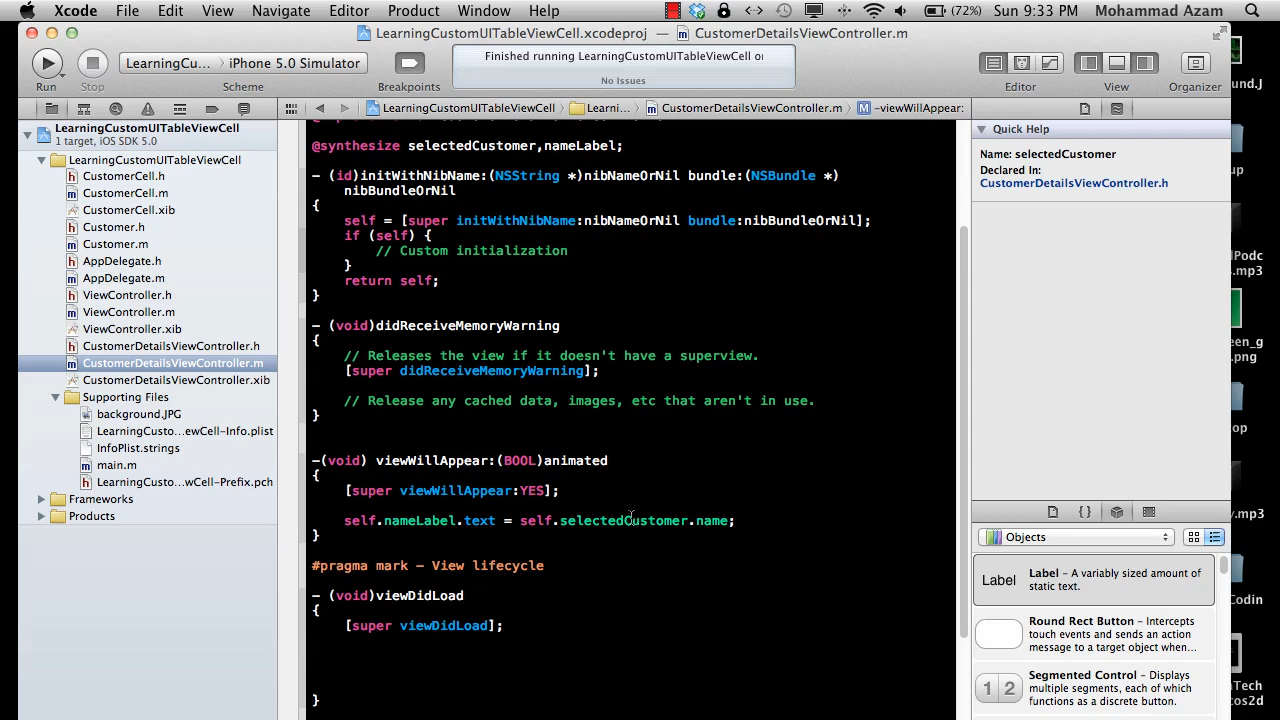 Xcode File Edit View Navigate Editor Product Window Help (72%) Sun 9:33 PM Mohammad Azam
LearningCustomUITableViewCell.xcodeproj — CustomerDetailsViewController.m
Run Stop LearningCu... iPhone 5.0 Simulator
Scheme Breakpoints
Finished running LearningCustomUITableViewCell or
No Issues
Editor View Organizer
LearningCustomUITableViewCell Learni... CustomerDetailsViewController.m M -viewWillAppear:
LearningCustomUITableViewCell
1 target, iOS SDK 5.0
LearningCustomUITableViewCell
CustomerCell.h
CustomerCell.m
CustomerCell.xib
Customer.h
Customer.m
AppDelegate.h
AppDelegate.m
ViewController.h
ViewController.m
ViewController.xib
CustomerDetailsViewController.h
CustomerDetailsViewController.m
CustomerDetailsViewController.xib
Supporting Files
background.JPG
LearningCusto...ewCell-Info.plist
InfoPlist.strings
main.m
LearningCusto...wCell-Prefix.pch
Frameworks
Products
@synthesize selectedCustomer,nameLabel;
- (id)initWithNibName:(NSString *)nibNameOrNil bundle:(NSBundle *)
nibBundleOrNil
{
self = [super initWithNibName:nibNameOrNil bundle:nibBundleOrNil];
if (self) {
// Custom initialization
}
return self;
}
- (void)didReceiveMemoryWarning
{
// Releases the view if it doesn't have a superview.
[super didReceiveMemoryWarning];
// Release any cached data, images, etc that aren't in use.
}
-(void) viewWillAppear:(BOOL)animated
{
[super viewWillAppear:YES];
self.nameLabel.text = self.selectedCustomer.name;
}
#pragma mark - View lifecycle
- (void)viewDidLoad
{
[super viewDidLoad];
}
Quick Help
Name: selectedCustomer
Declared In:
CustomerDetailsViewController.h
Objects
Label
Label - A variably sized amount of
static text.
Round Rect Button - Intercepts
touch events and sends an action
message to a target object when...
1 2
Segmented Control - Displays
multiple segments, each of which
functions as a discrete button.